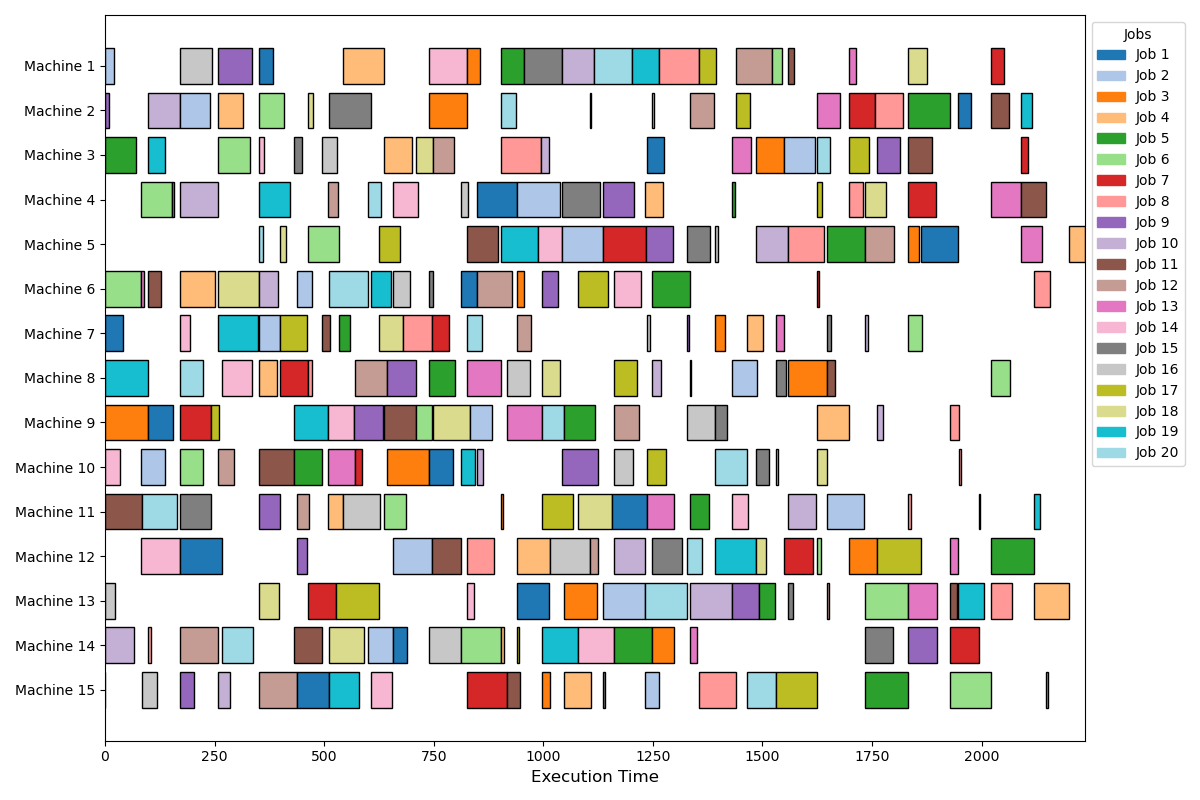 Machine 1
Machine 2
Machine 3
Machine 4
Machine 5
Machine 6
Machine 7
Machine 8
Machine 9
Machine 10
Machine 11
Machine 12
Machine 13
Machine 14
Machine 15
0 250 500 750 1000 1250 1500 1750 2000
Execution Time
Jobs
Job 1
Job 2
Job 3
Job 4
Job 5
Job 6
Job 7
Job 8
Job 9
Job 10
Job 11
Job 12
Job 13
Job 14
Job 15
Job 16
Job 17
Job 18
Job 19
Job 20